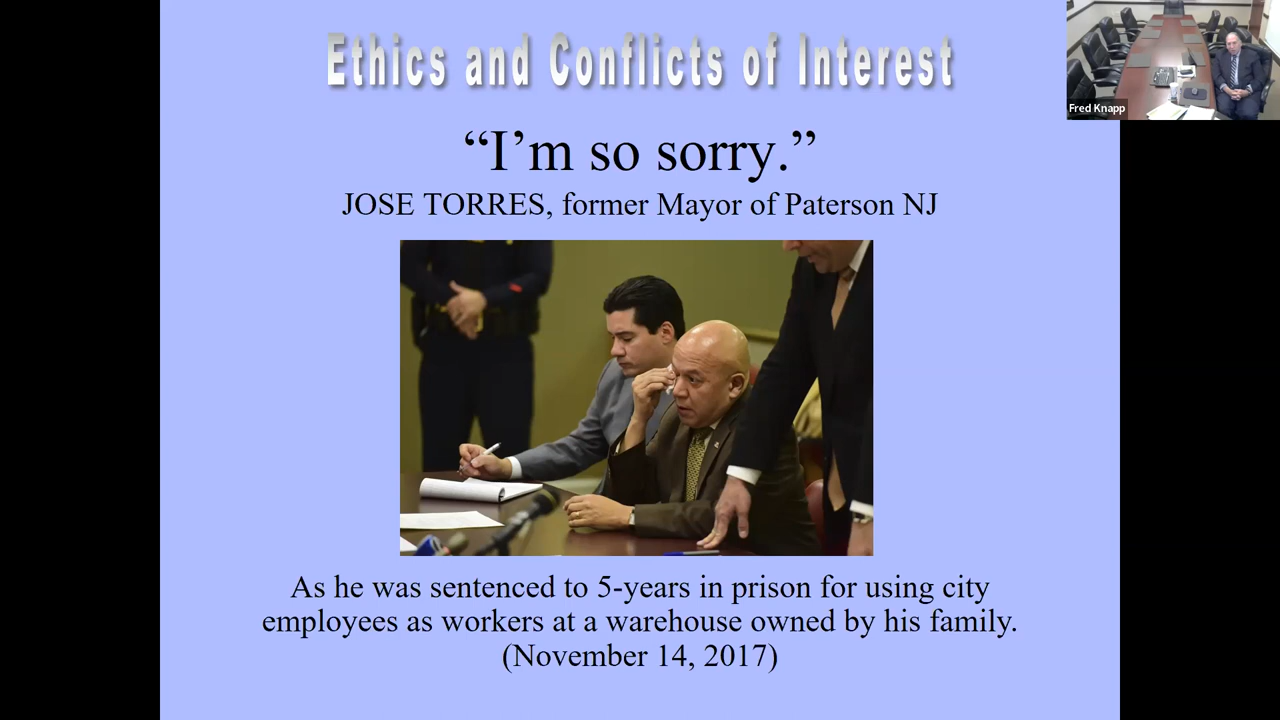 Ethics and Conflicts of Interest
Fred Knapp
“I’m so sorry.”
JOSE TORRES, former Mayor of Paterson NJ
As he was sentenced to 5-years in prison for using city
employees as workers at a warehouse owned by his family.
(November 14, 2017)